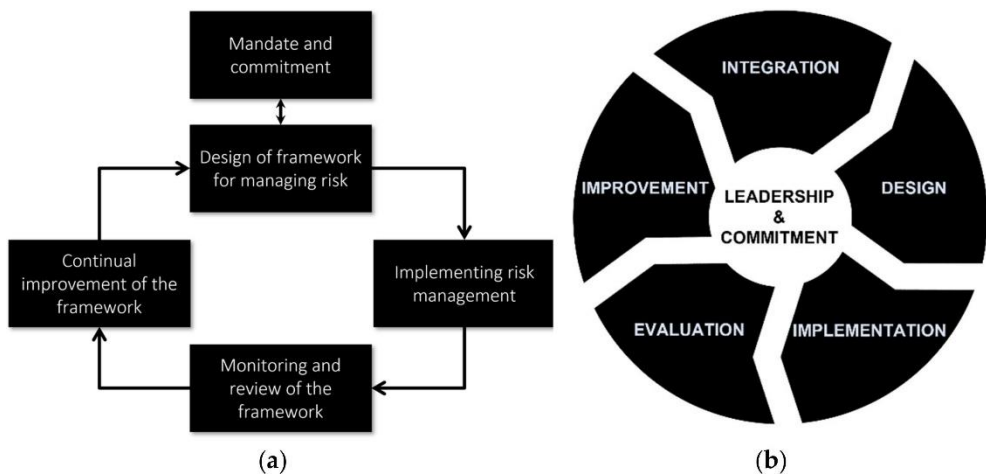 Mandate and
commitment
Design of framework
for managing risk
Continual
improvement of the
framework
Implementing risk
management
Monitoring and
review of the
framework
(a)
INTEGRATION
IMPROVEMENT
DESIGN
LEADERSHIP
&
COMMITMENT
EVALUATION
IMPLEMENTATION
(b)